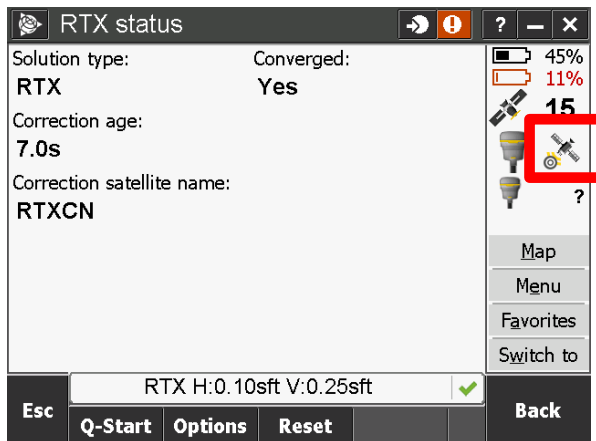 RTX status
? – ×
Solution type:
Converged:
RTX
Yes
Correction age:
7.0s
Correction satellite name:
RTXCN
45%
11%
15
?
Map
Menu
Favorites
Switch to
RTX H:0.10sft V:0.25sft
Esc
Q-Start
Options
Reset
Back